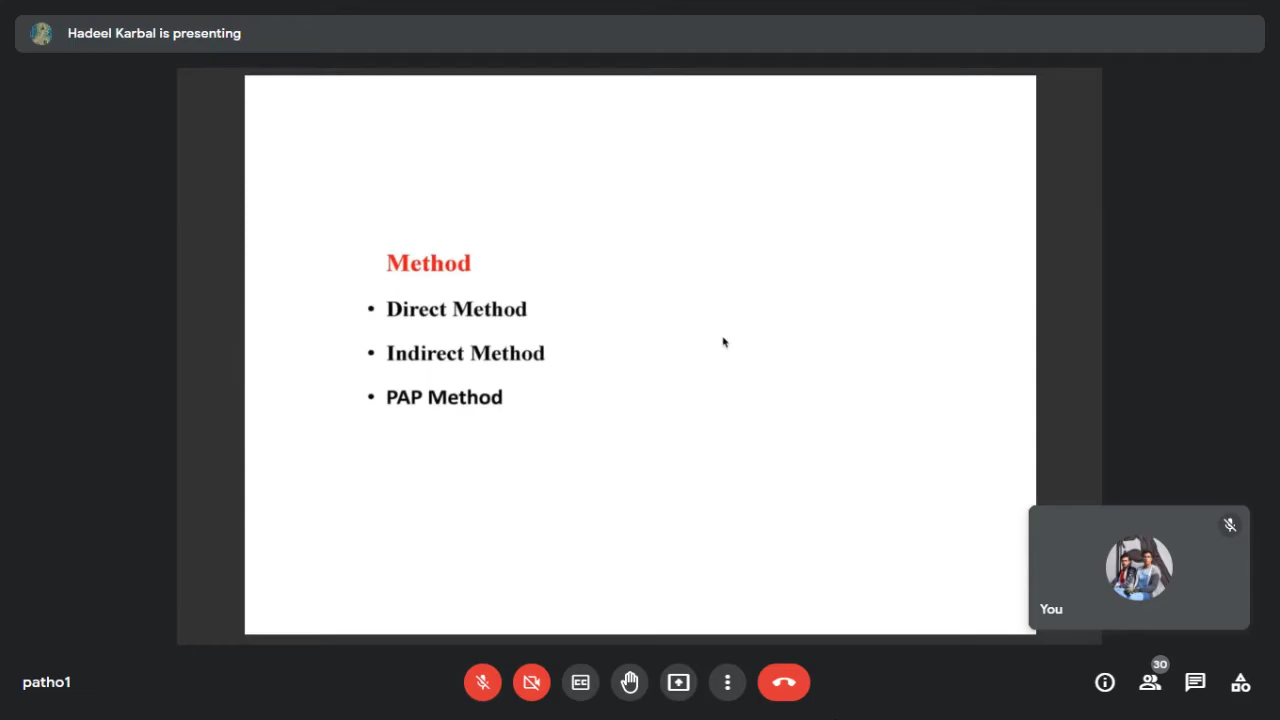 Hadeel Karbal is presenting
Method
• Direct Method
• Indirect Method
• PAP Method
You
patho1
30